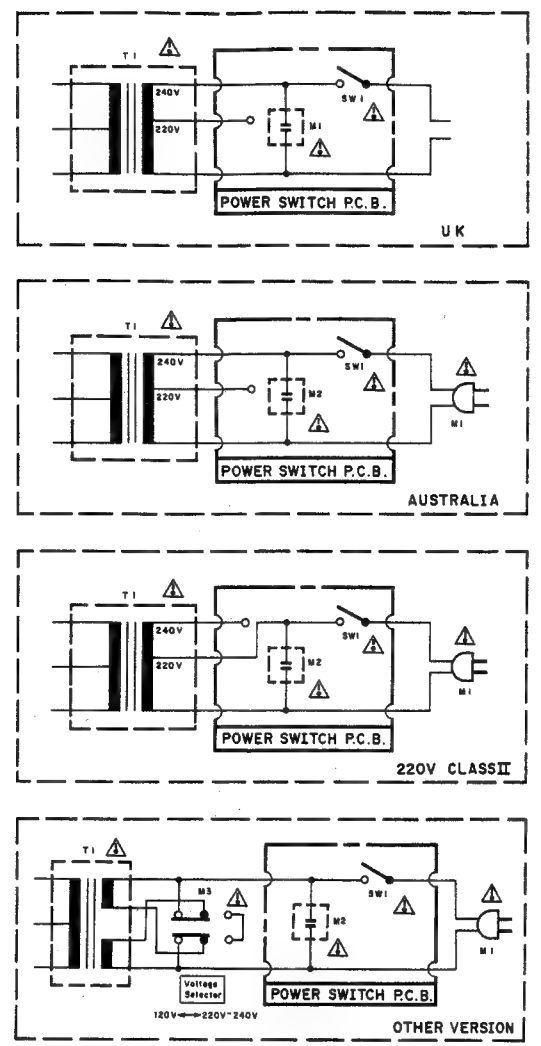 T1
240V
220V
SW1
M1
POWER SWITCH P.C.B.
UK
T1
240V
220V
SW1
M2
M1
POWER SWITCH P.C.B.
AUSTRALIA
T1
240V
220V
SW1
M2
M1
POWER SWITCH P.C.B.
220V CLASS II
T1
M3
SW1
M2
M1
Voltage
Selector
POWER SWITCH P.C.B.
120V ↔ 220V~240V
OTHER VERSION